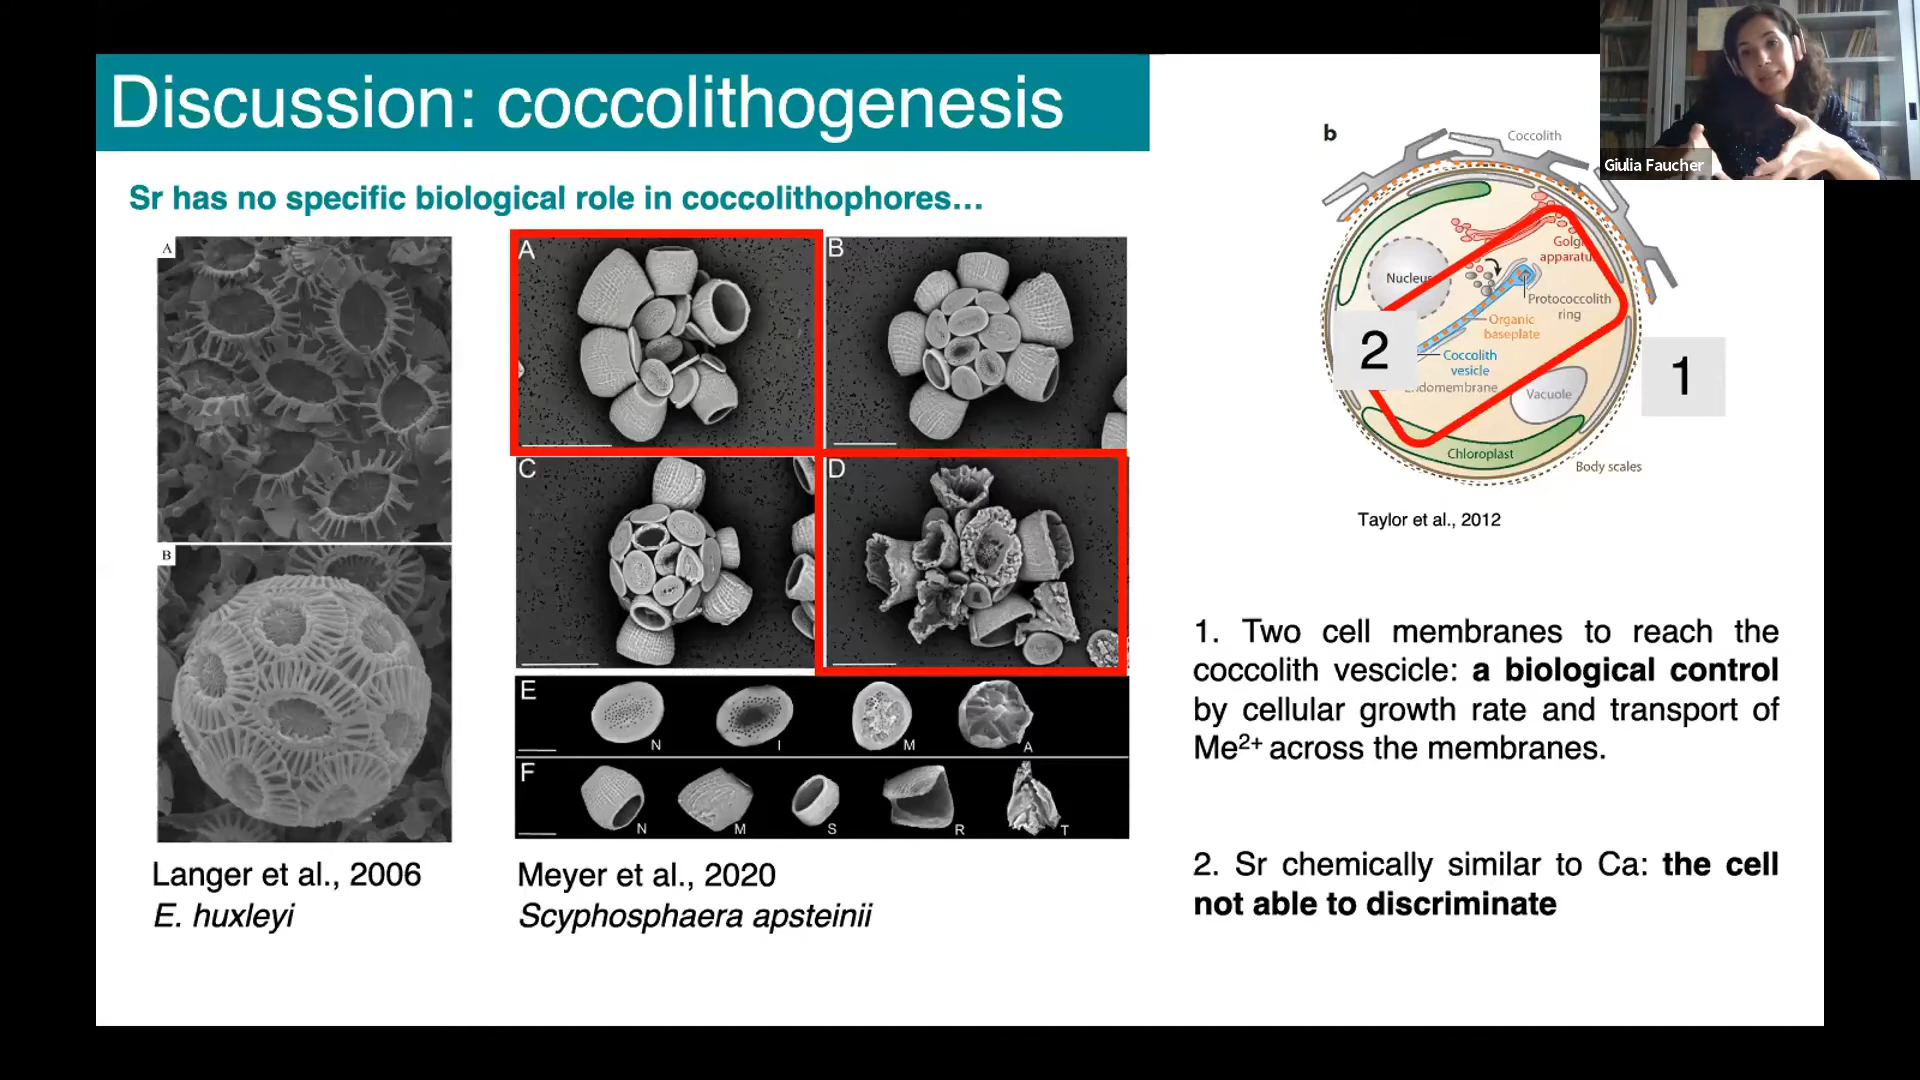 Discussion: coccolithogenesis
Giulia Faucher
Sr has no specific biological role in coccolithophores...
A
B
Langer et al., 2006
E. huxleyi
A
B
C
D
E
N
I
M
A
F
N
M
S
R
T
Meyer et al., 2020
Scyphosphaera apsteinii
b
Coccolith
Golgi
apparatu
Nucleus
Protococcolith
ring
Organic
baseplate
2
Coccolith
vesicle
Endomembrane
Vacuole
1
Chloroplast
Body scales
Taylor et al., 2012
1. Two cell membranes to reach the
coccolith vescicle: a biological control
by cellular growth rate and transport of
Me²⁺ across the membranes.
2. Sr chemically similar to Ca: the cell
not able to discriminate